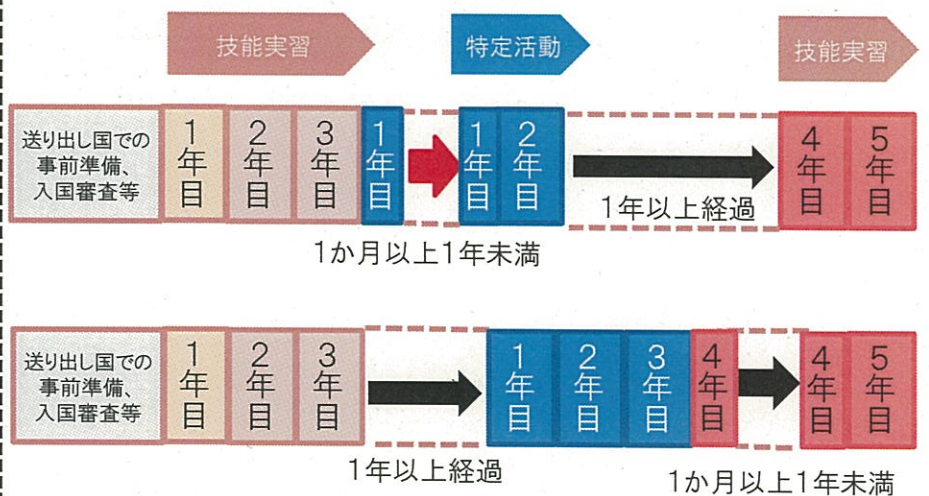 技能実習
特定活動
技能実習
送り出し国での
事前準備、
入国審査等
1年目
2年目
3年目
1年目
1年目
2年目
1年以上経過
4年目
5年目
1か月以上1年未満
送り出し国での
事前準備、
入国審査等
1年目
2年目
3年目
1年以上経過
1年目
2年目
3年目
4年目
1か月以上1年未満
4年目
5年目